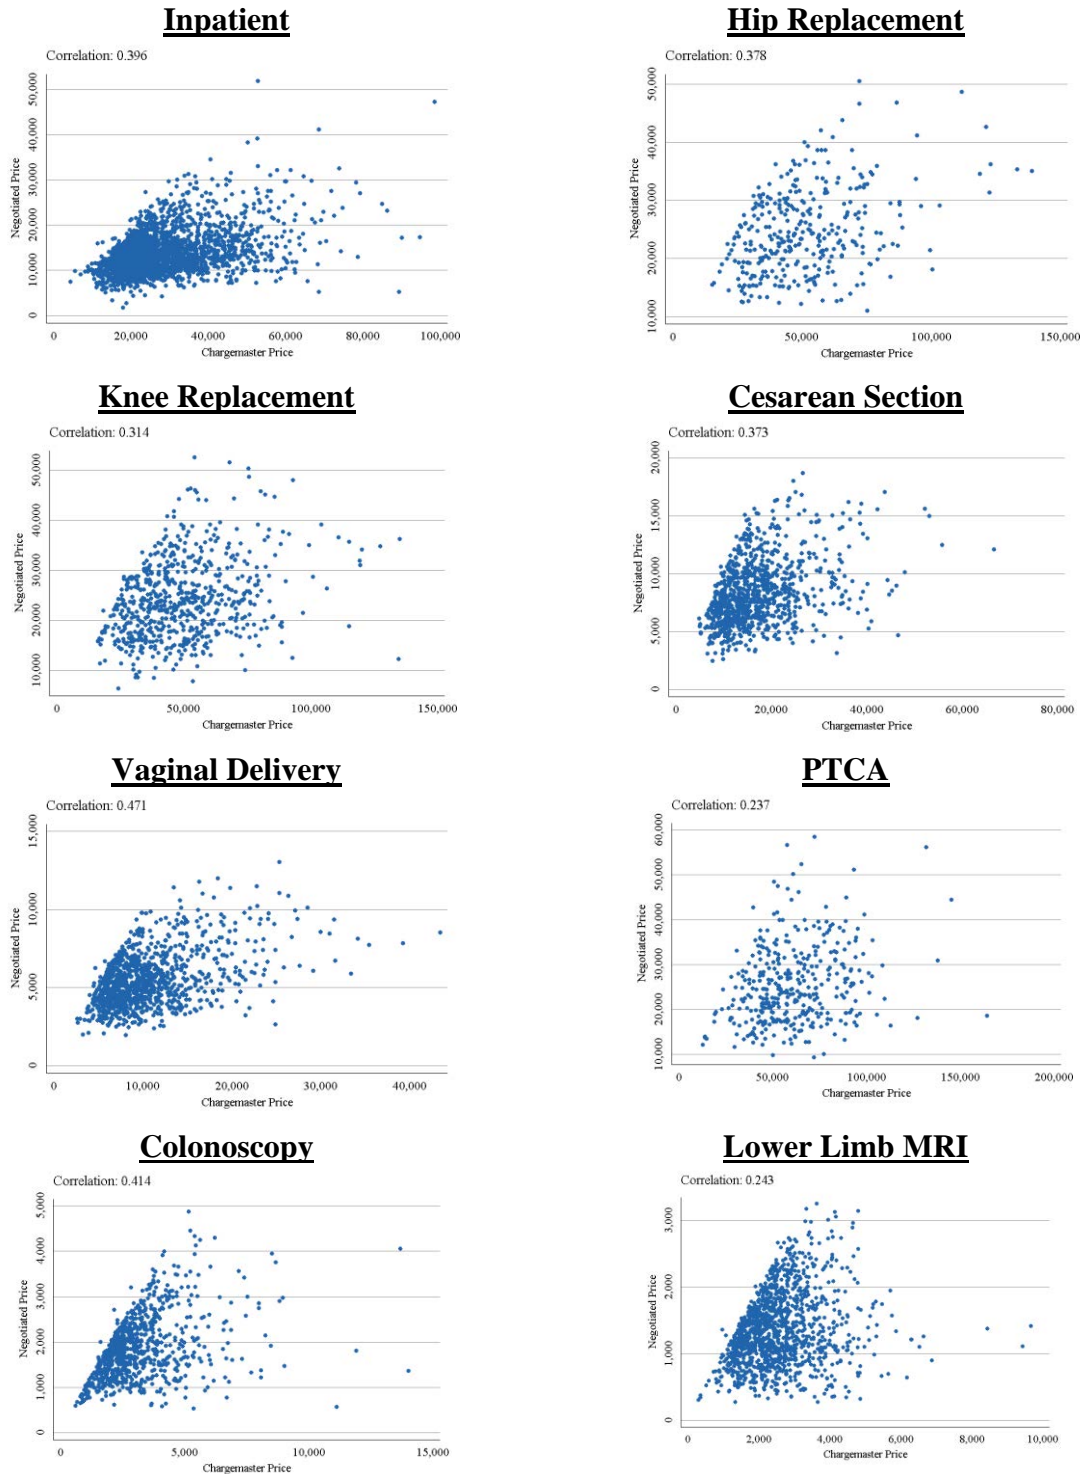 Inpatient
Correlation: 0.396
Negotiated Price
50,000
40,000
30,000
20,000
10,000
0
0 20,000 40,000 60,000 80,000 100,000
Chargemaster Price
Hip Replacement
Correlation: 0.378
Negotiated Price
50,000
40,000
30,000
20,000
10,000
0 50,000 100,000 150,000
Chargemaster Price
Knee Replacement
Correlation: 0.314
Negotiated Price
50,000
40,000
30,000
20,000
10,000
0 50,000 100,000 150,000
Chargemaster Price
Cesarean Section
Correlation: 0.373
Negotiated Price
20,000
15,000
10,000
5,000
0
0 20,000 40,000 60,000 80,000
Chargemaster Price
Vaginal Delivery
Correlation: 0.471
Negotiated Price
15,000
10,000
5,000
0
0 10,000 20,000 30,000 40,000
Chargemaster Price
PTCA
Correlation: 0.237
Negotiated Price
60,000
50,000
40,000
30,000
20,000
10,000
0 50,000 100,000 150,000 200,000
Chargemaster Price
Colonoscopy
Correlation: 0.414
Negotiated Price
5,000
4,000
3,000
2,000
1,000
0
0 5,000 10,000 15,000
Chargemaster Price
Lower Limb MRI
Correlation: 0.243
Negotiated Price
3,000
2,000
1,000
0
0 2,000 4,000 6,000 8,000 10,000
Chargemaster Price